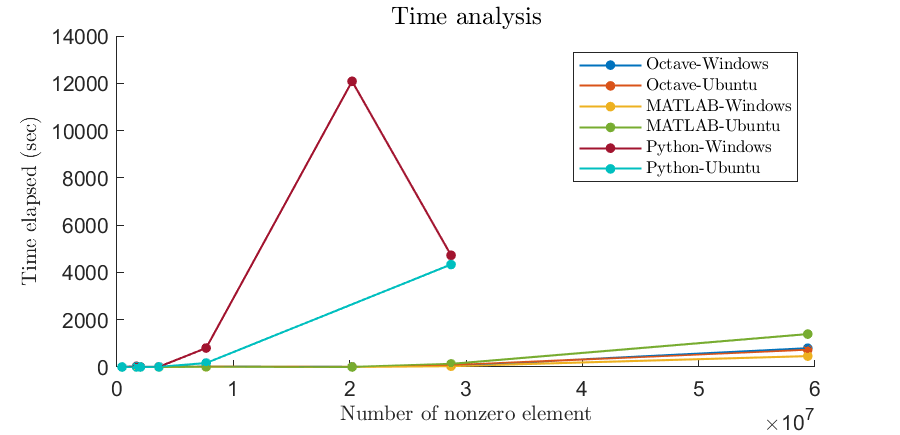 Time analysis
14000
12000
10000
8000
6000
4000
2000
0
Time elapsed (sec)
Octave-Windows
Octave-Ubuntu
MATLAB-Windows
MATLAB-Ubuntu
Python-Windows
Python-Ubuntu
0 1 2 3 4 5 6
Number of nonzero element
×10^7